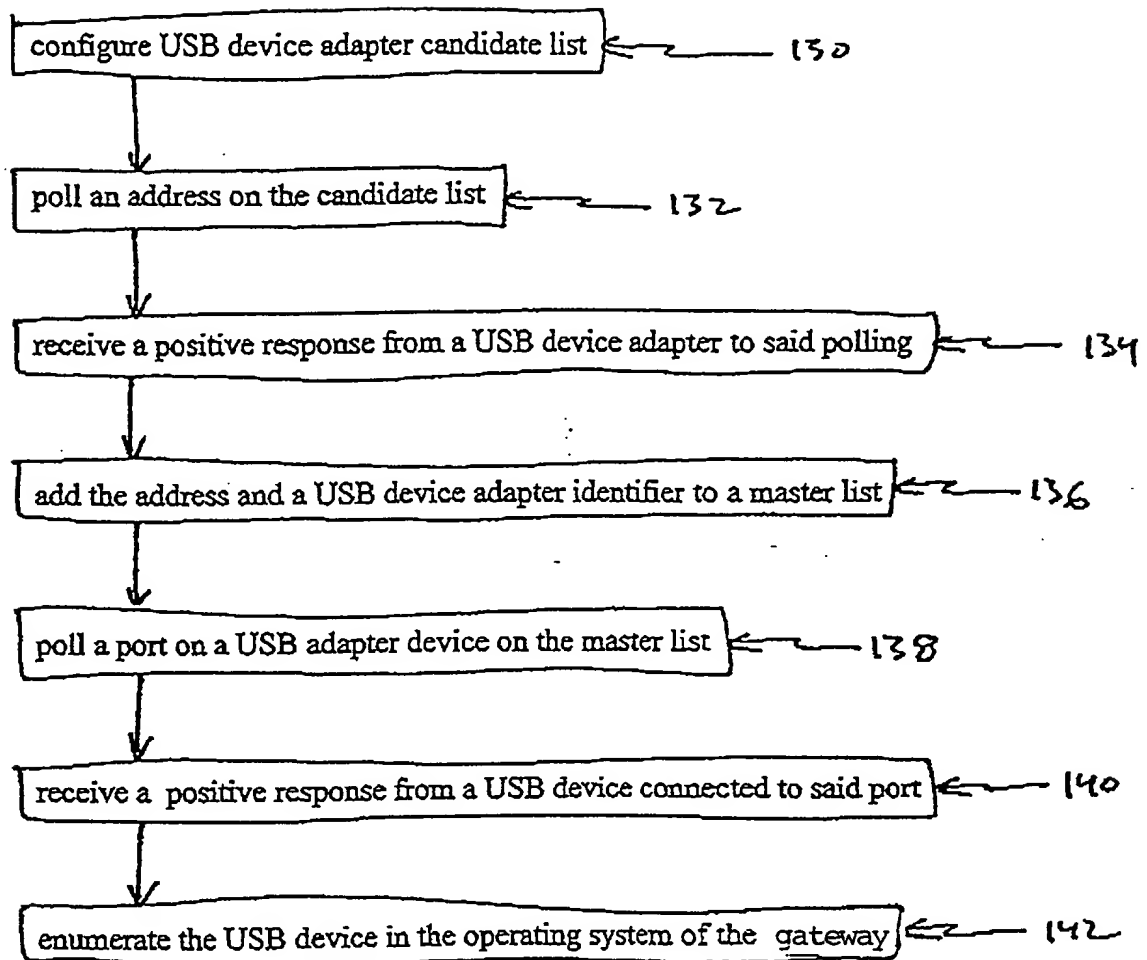 configure USB device adapter candidate list 130
poll an address on the candidate list 132
receive a positive response from a USB device adapter to said polling 134
add the address and a USB device adapter identifier to a master list 136
poll a port on a USB adapter device on the master list 138
receive a positive response from a USB device connected to said port 140
enumerate the USB device in the operating system of the gateway 142